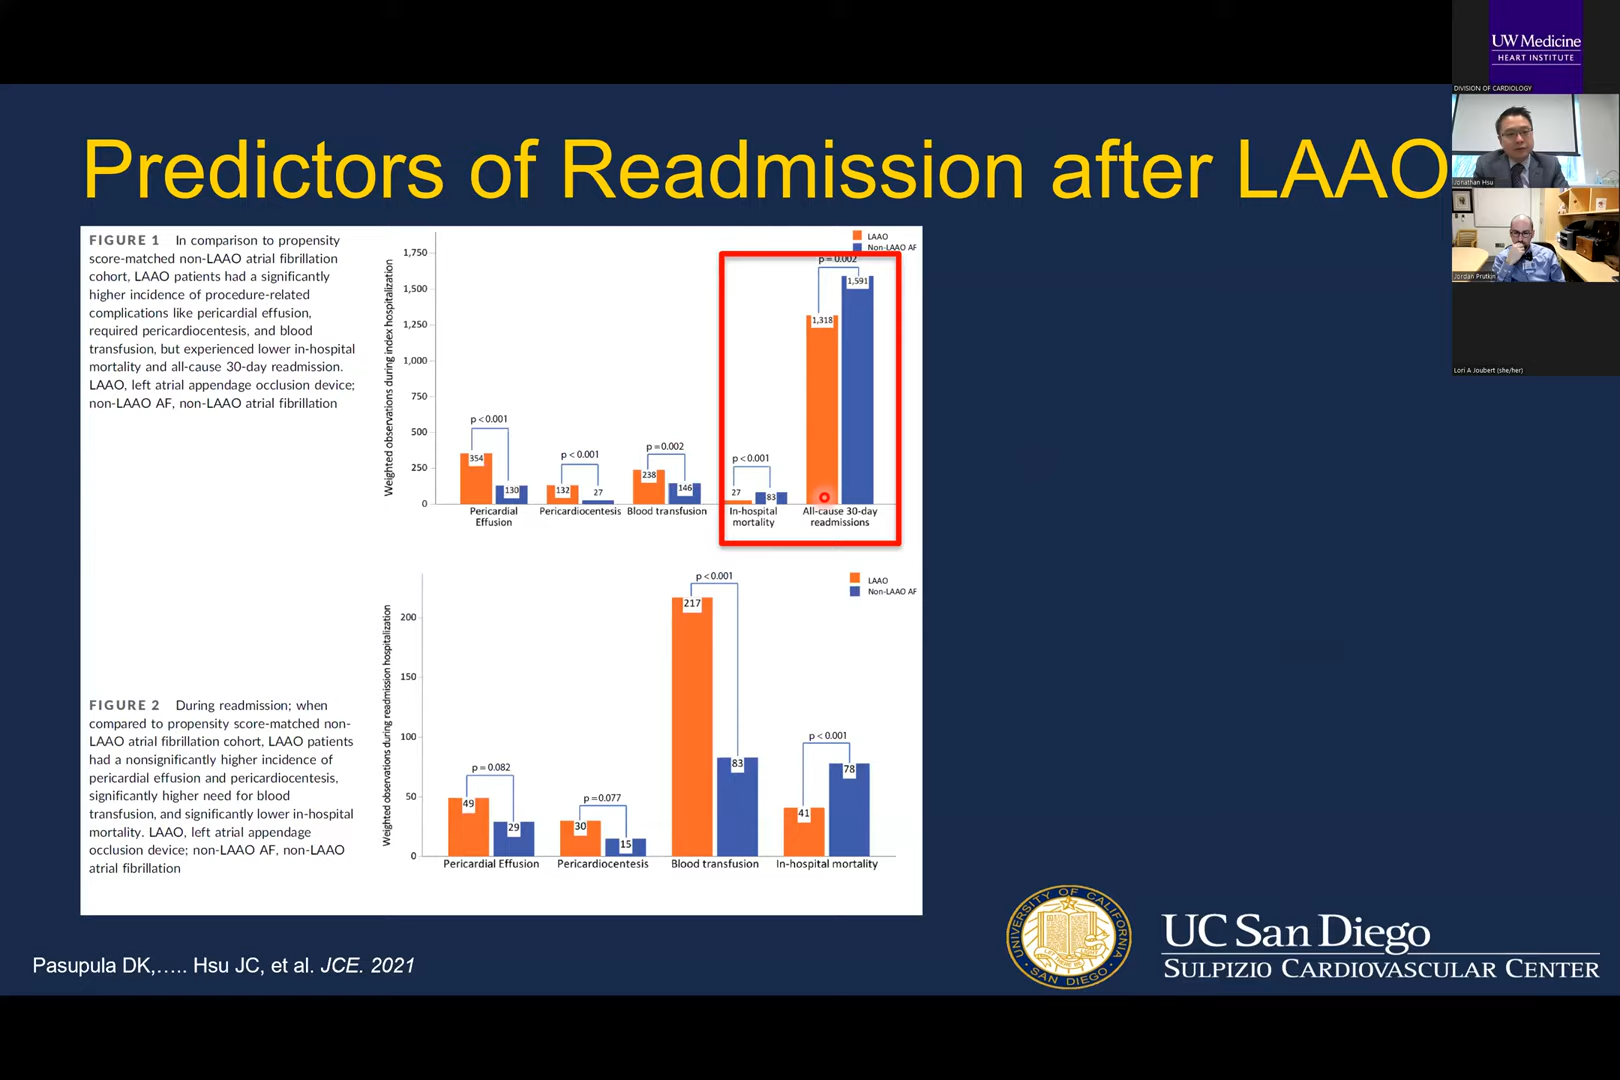 UW Medicine
HEART INSTITUTE
DIVISION OF CARDIOLOGY
Jonathan Hsu
Jordan Prutkin
Lori A Joubert (she/her)
Predictors of Readmission after LAAO
FIGURE 1 In comparison to propensity
score-matched non-LAAO atrial fibrillation
cohort, LAAO patients had a significantly
higher incidence of procedure-related
complications like pericardial effusion,
required pericardiocentesis, and blood
transfusion, but experienced lower in-hospital
mortality and all-cause 30-day readmission.
LAAO, left atrial appendage occlusion device;
non-LAAO AF, non-LAAO atrial fibrillation
Weighted observations during index hospitalization
1,750
1,500
1,250
1,000
750
500
250
0
LAAO
Non-LAAO AF
p<0.001
354
130
p<0.001
132
27
p=0.002
238
146
p<0.001
27
83
p=0.002
1,318
1,591
Pericardial
Effusion
Pericardiocentesis
Blood transfusion
In-hospital
mortality
All-cause 30-day
readmissions
FIGURE 2 During readmission; when
compared to propensity score-matched non-
LAAO atrial fibrillation cohort, LAAO patients
had a nonsignificantly higher incidence of
pericardial effusion and pericardiocentesis,
significantly higher need for blood
transfusion, and significantly lower in-hospital
mortality. LAAO, left atrial appendage
occlusion device; non-LAAO AF, non-LAAO
atrial fibrillation
Weighted observations during readmission hospitalization
200
150
100
50
0
LAAO
Non-LAAO AF
p=0.082
49
29
p=0.077
30
15
p<0.001
217
83
p<0.001
41
78
Pericardial Effusion
Pericardiocentesis
Blood transfusion
In-hospital mortality
Pasupula DK,..... Hsu JC, et al. JCE. 2021
UNIVERSITY OF CALIFORNIA
SAN DIEGO
UC San Diego
SULPIZIO CARDIOVASCULAR CENTER